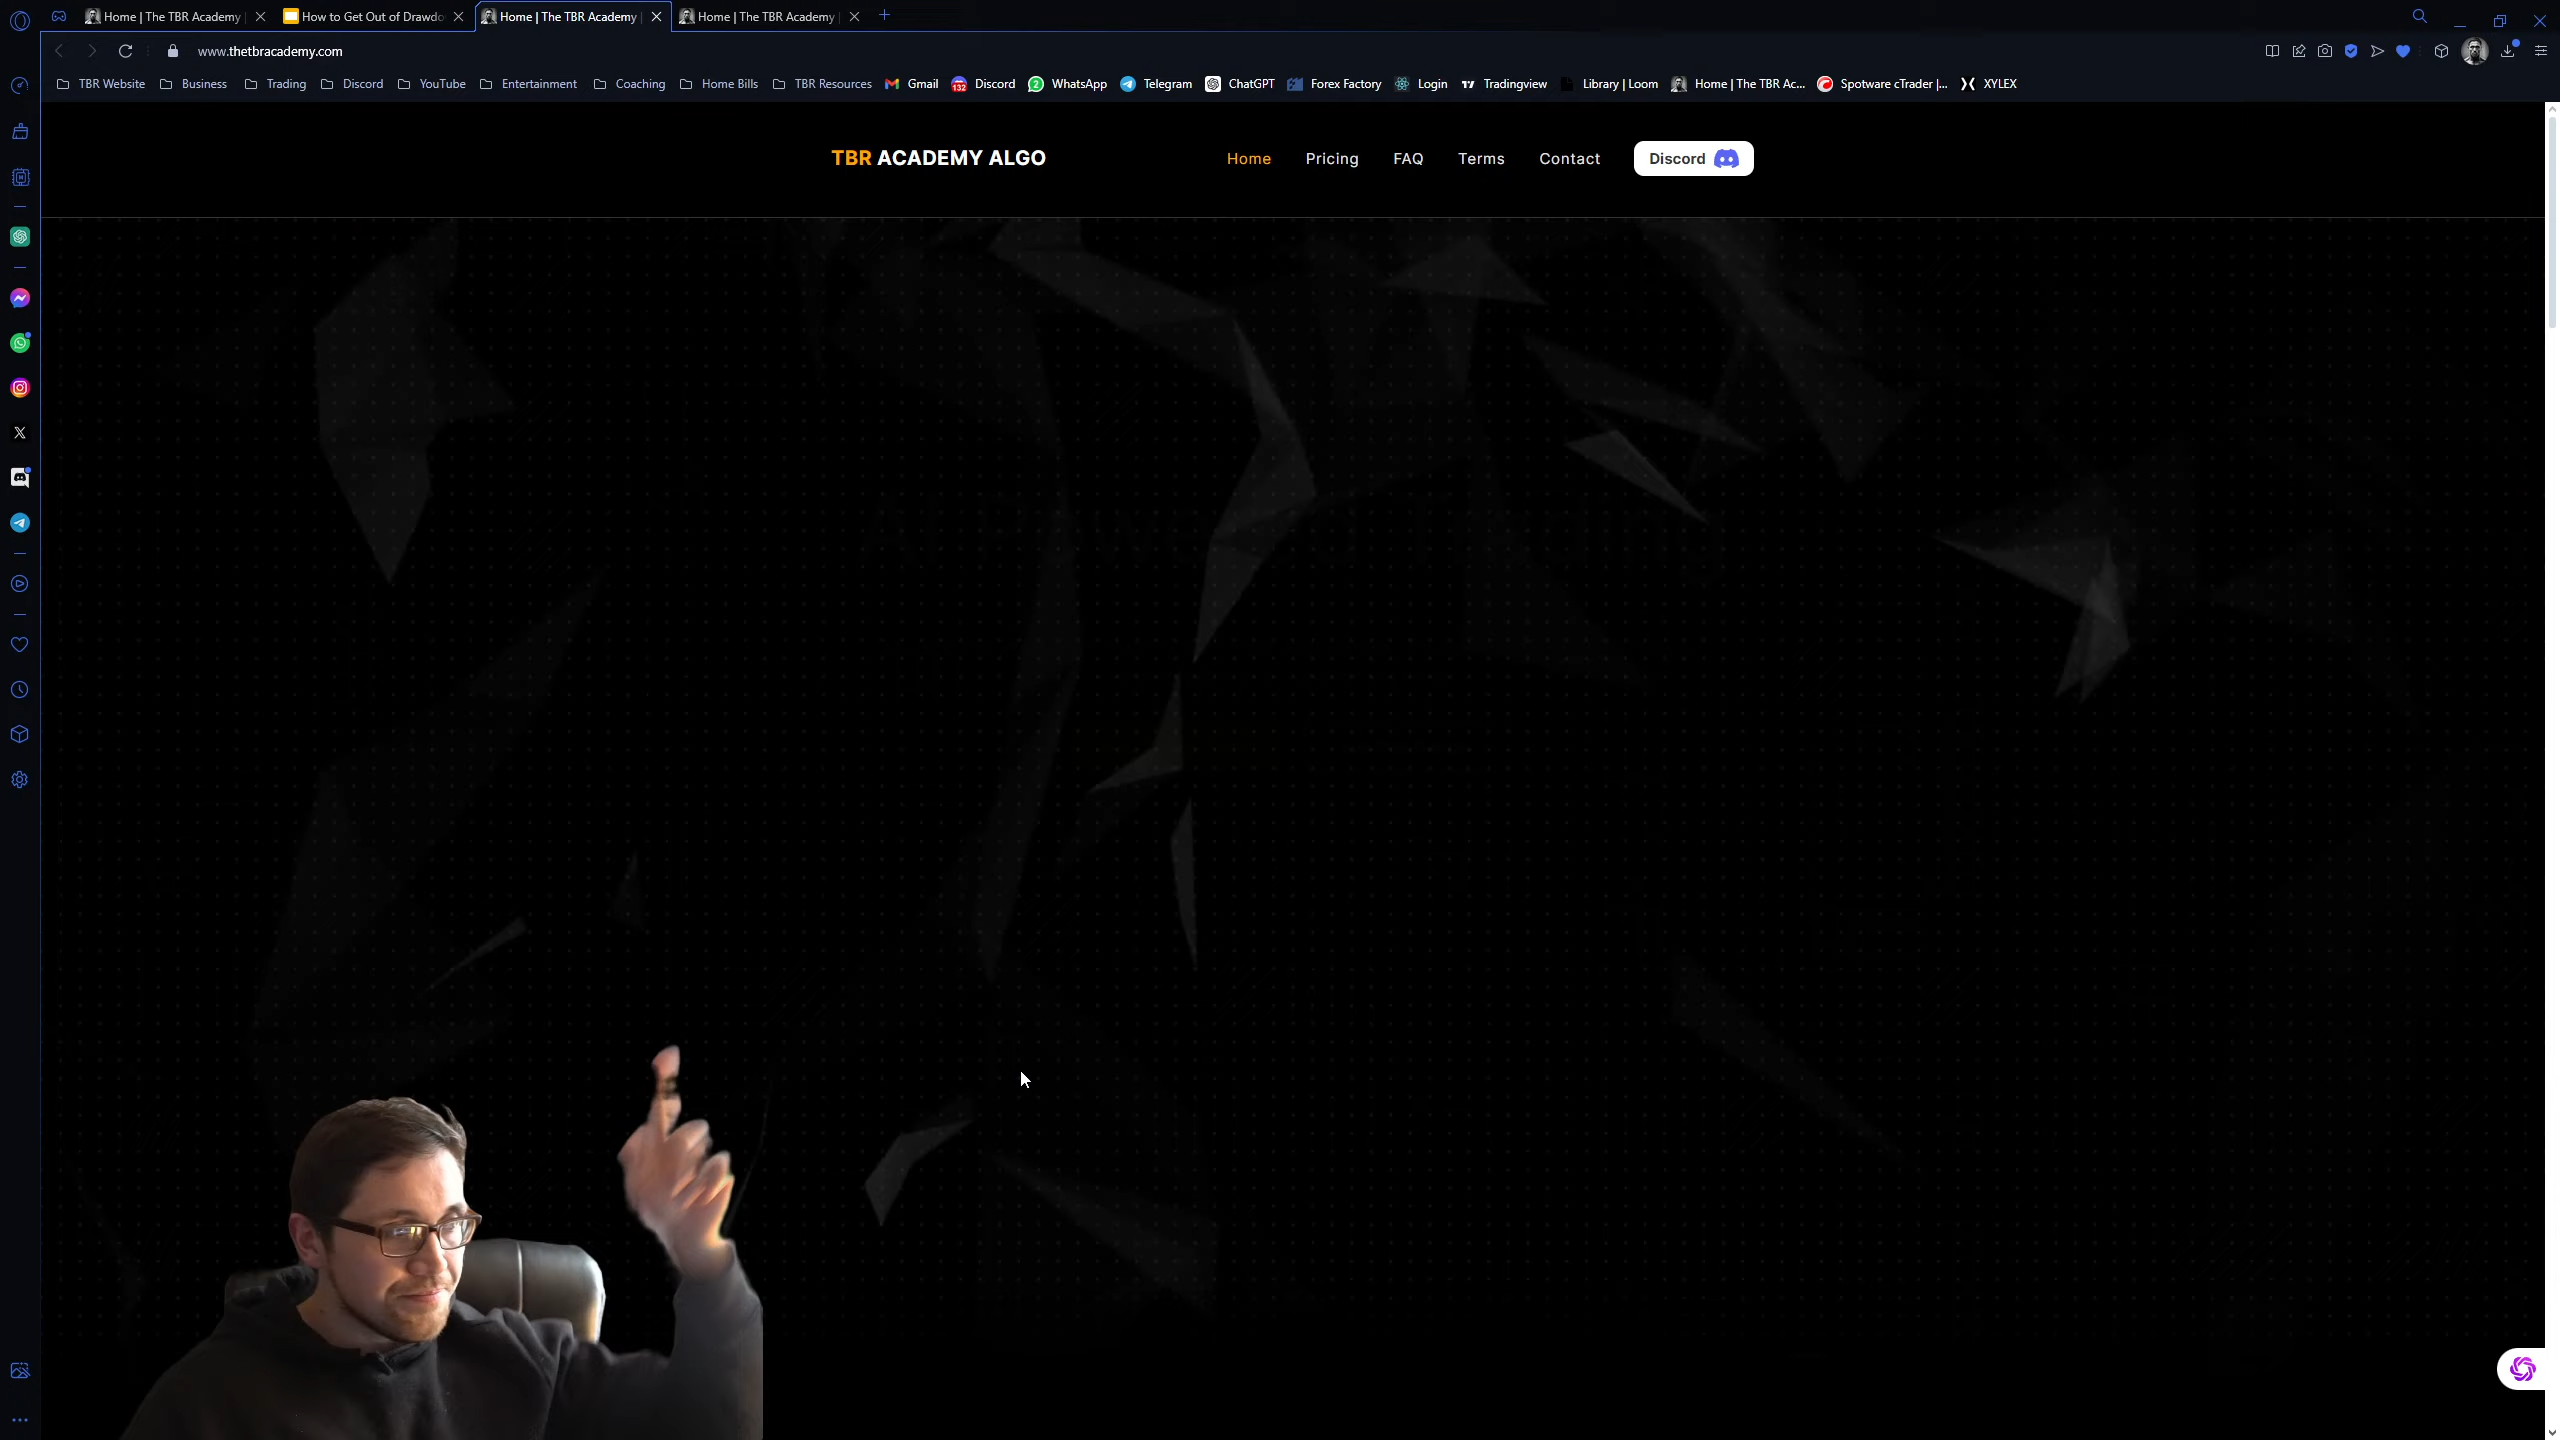 Home | The TBR Academy
How to Get Out of Drawdo
Home | The TBR Academy
Home | The TBR Academy
www.thetbracademy.com
TBR Website
Business
Trading
Discord
YouTube
Entertainment
Coaching
Home Bills
TBR Resources
Gmail
132
Discord
2
WhatsApp
Telegram
ChatGPT
Forex Factory
Login
Tradingview
Library | Loom
Home | The TBR Ac...
Spotware cTrader |...
XYLEX
TBR ACADEMY ALGO
Home
Pricing
FAQ
Terms
Contact
Discord